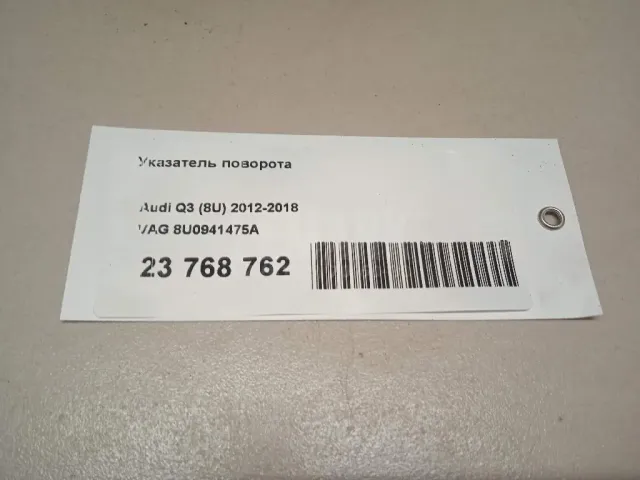 Указатель поворота
Audi Q3 (8U) 2012-2018
VAG 8U0941475A
23 768 762